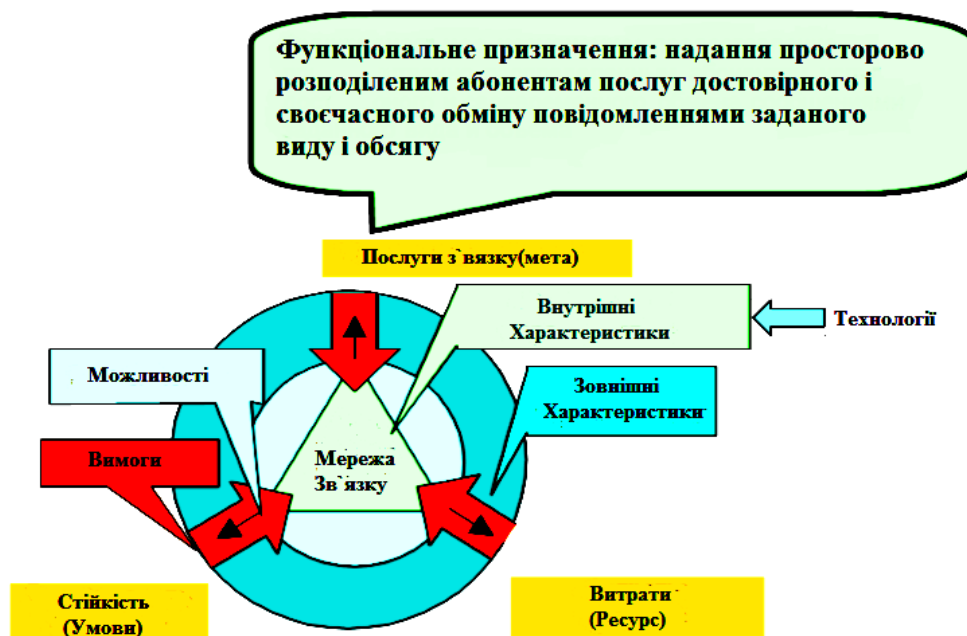 Функціональне призначення: надання просторово
розподіленим абонентам послуг достовірного і
своєчасного обміну повідомленнями заданого
виду і обсягу
Послуги з`вязку(мета)
Внутрішні
Характеристики
Технології
Можливості
Зовнішні
Характеристики
Вимоги
Мережа
Зв`язку
Стійкість
(Умови)
Витрати
(Ресурс)